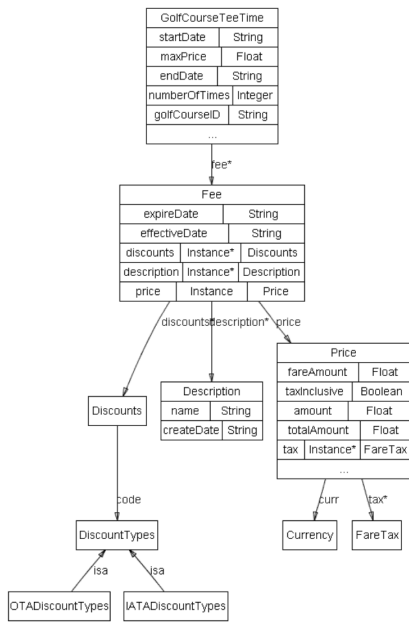 GolfCourseTeeTime
startDate String
maxPrice Float
endDate String
numberOfTimes Integer
golfCourseID String
...
fee*
Fee
expireDate String
effectiveDate String
discounts Instance* Discounts
description Instance* Description
price Instance Price
discounts* description* price
Price
fareAmount Float
taxInclusive Boolean
amount Float
totalAmount Float
tax Instance* FareTax
...
Description
name String
createDate String
Discounts
code
curr tax*
DiscountTypes
Currency FareTax
isa isa
OTADiscountTypes IATADiscountTypes